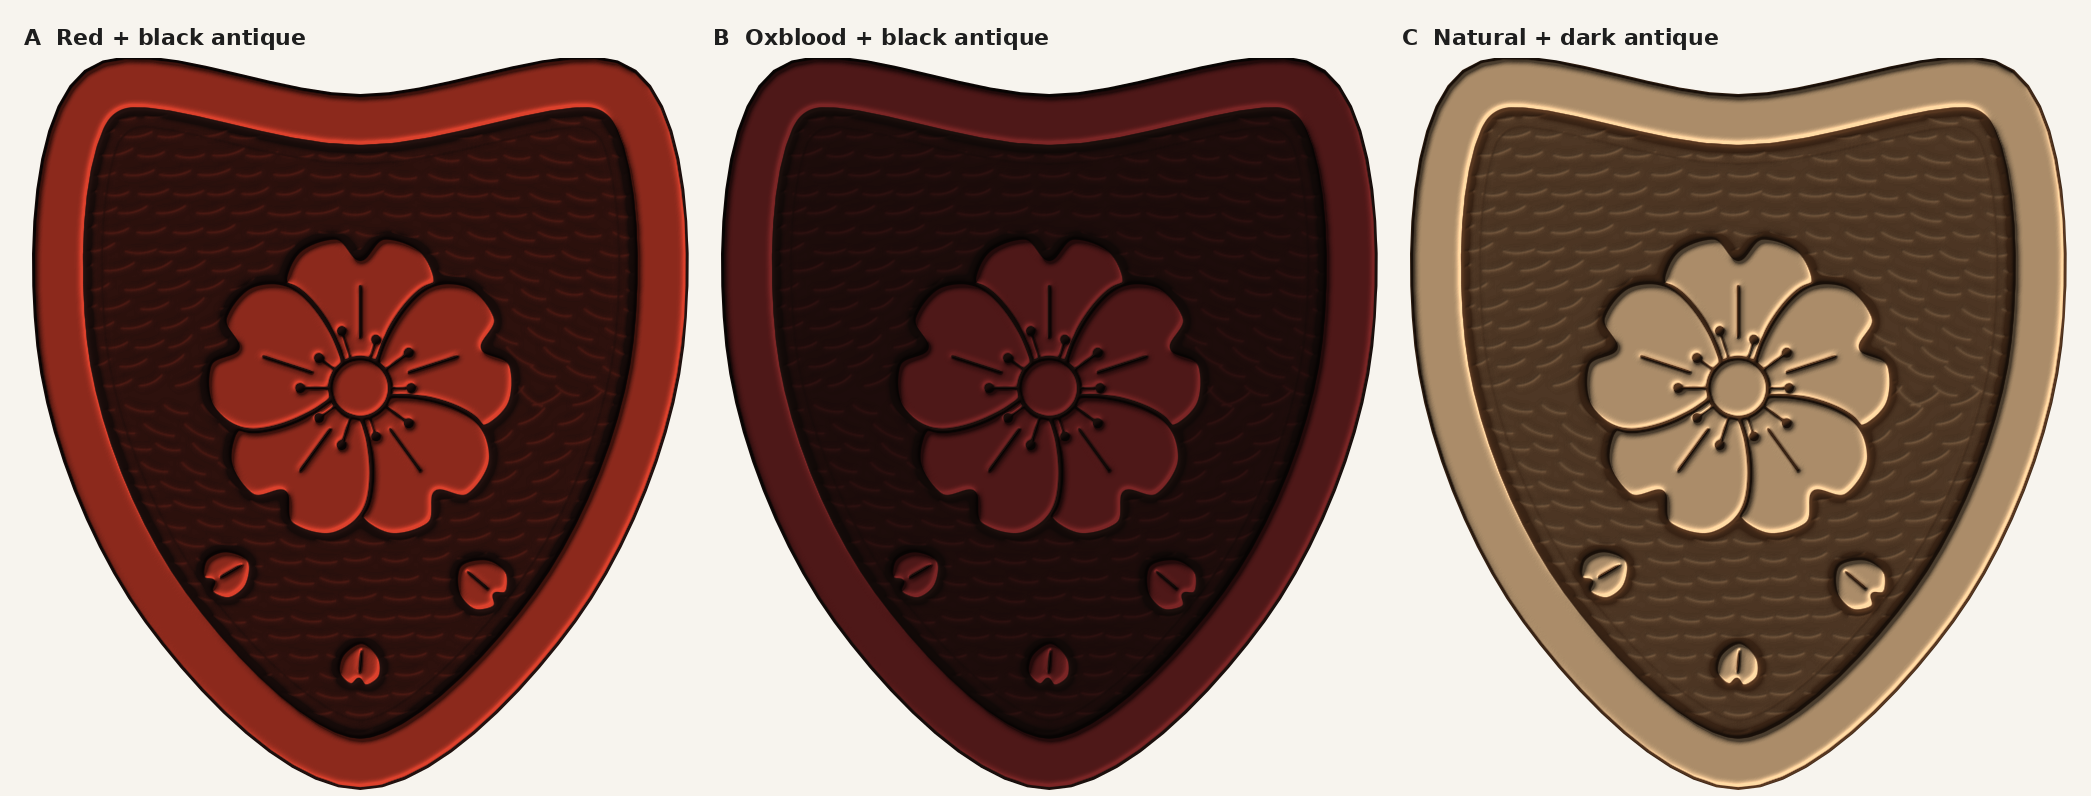 A Red + black antique
B Oxblood + black antique
C Natural + dark antique